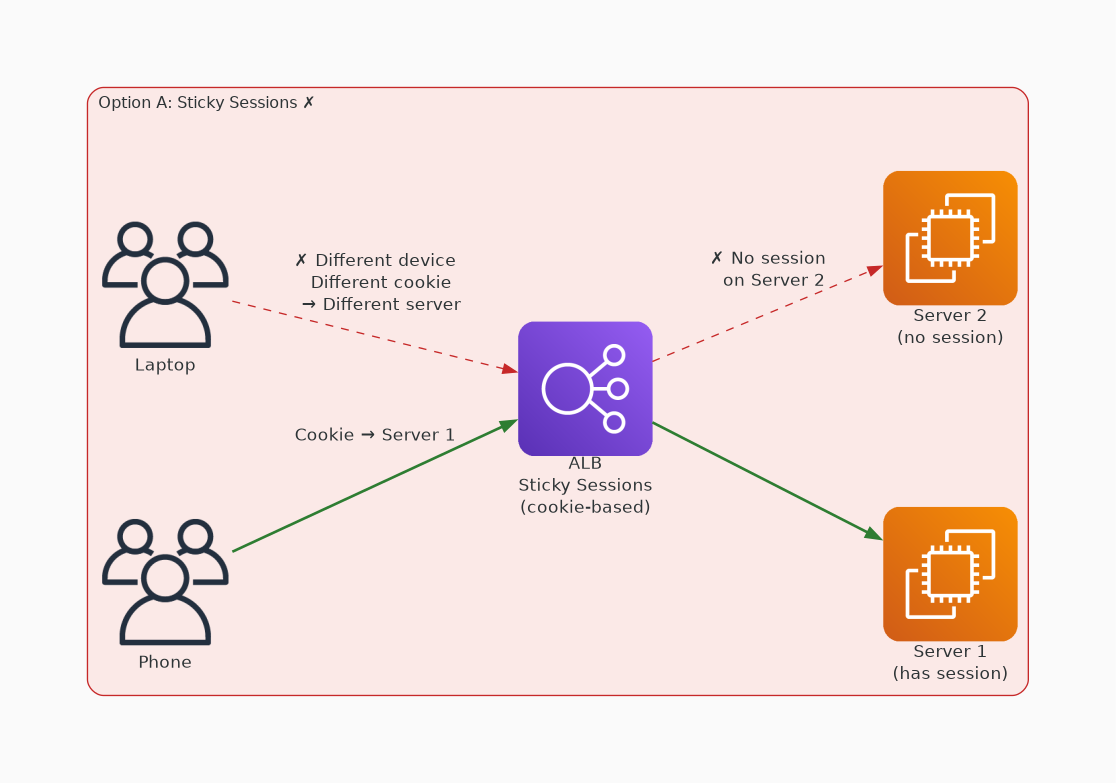 Option A: Sticky Sessions ✗
✗ Different device
Different cookie
→ Different server
✗ No session
on Server 2
Server 2
(no session)
Laptop
Cookie → Server 1
ALB
Sticky Sessions
(cookie-based)
Phone
Server 1
(has session)